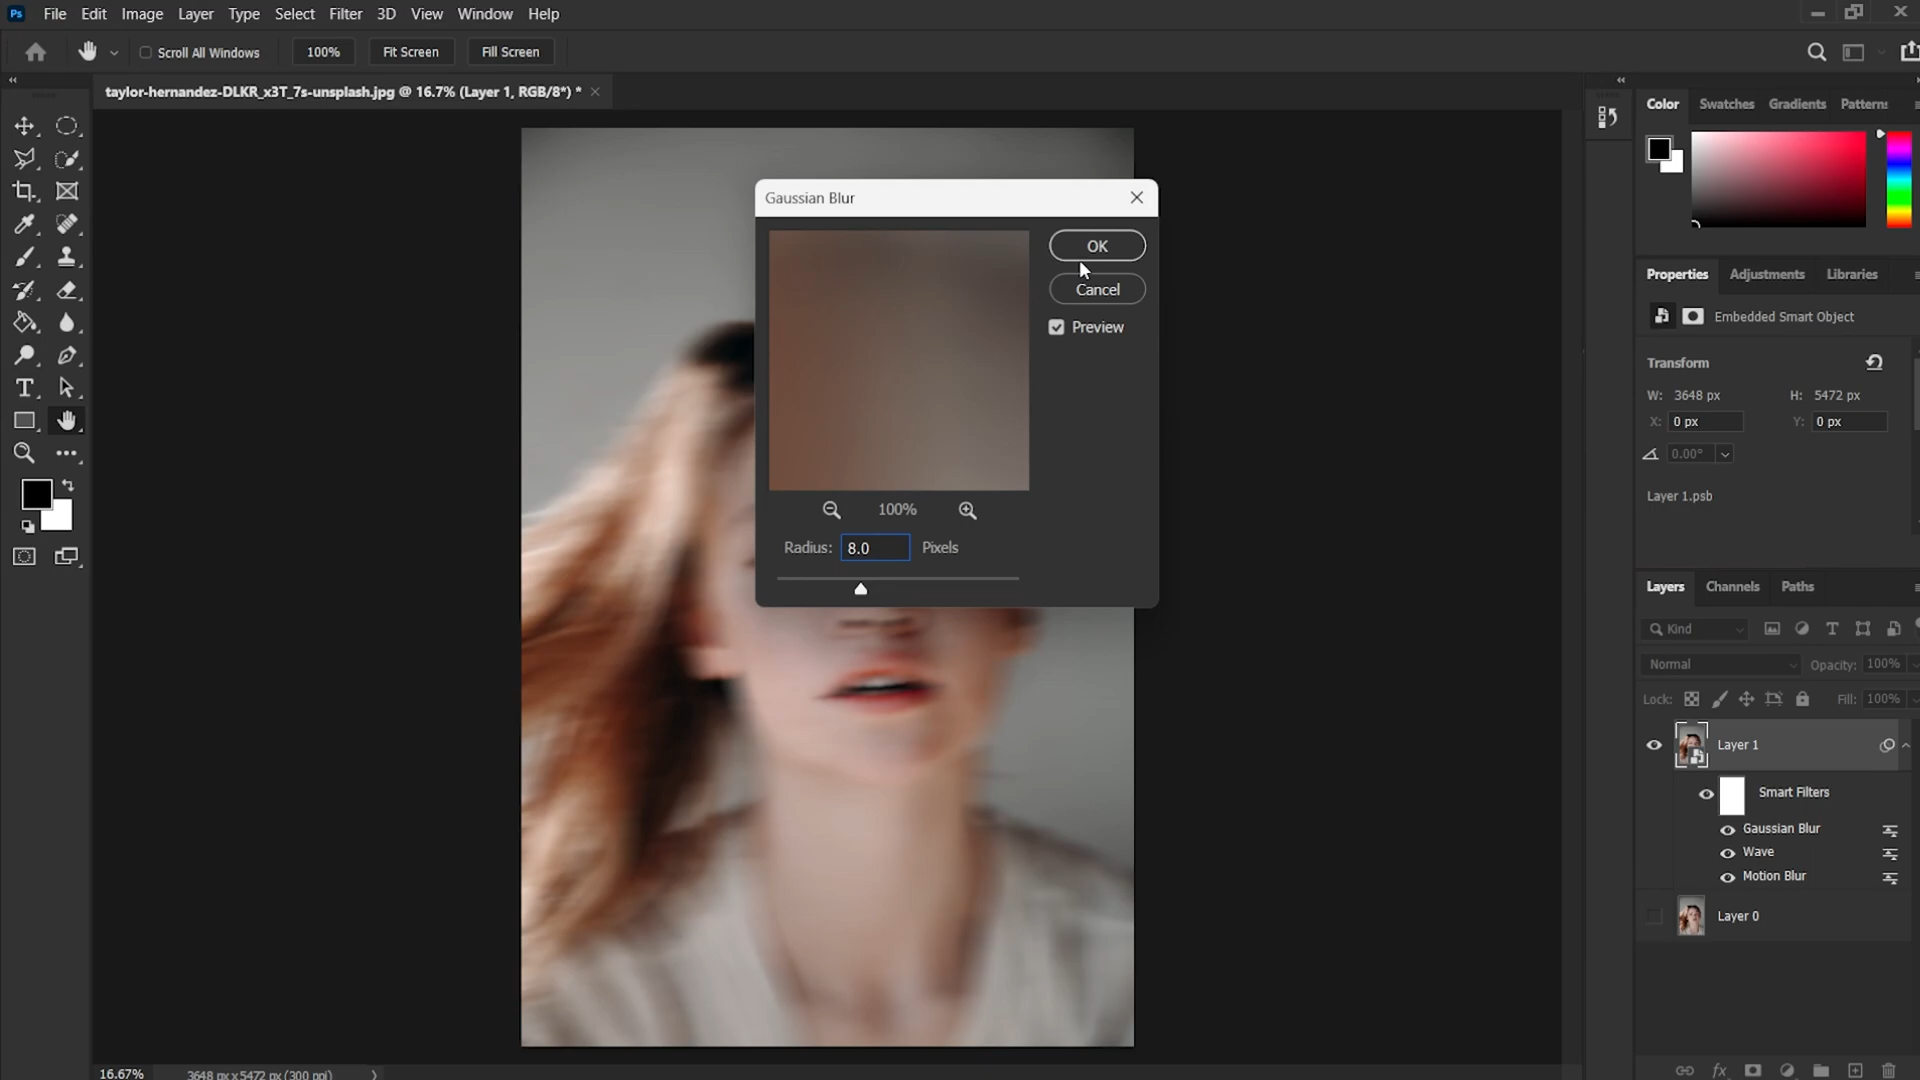 Ps File Edit Image Layer Type Select Filter 3D View Window Help
Scroll All Windows 100% Fit Screen Fill Screen
taylor-hernandez-DLKR_x3T_7s-unsplash.jpg @ 16.7% (Layer 1, RGB/8*) *
Color Swatches Gradients Patterns
Gaussian Blur
OK
Cancel
Preview
100%
Radius: 8.0 Pixels
Properties Adjustments Libraries
Embedded Smart Object
Transform
W: 3648 px H: 5472 px
X: 0 px Y: 0 px
0.00°
Layer 1.psb
Layers Channels Paths
Kind
Normal Opacity: 100%
Lock: Fill: 100%
Layer 1
Smart Filters
Gaussian Blur
Wave
Motion Blur
Layer 0
16.67% 3648 px x 5472 px (300 ppi)